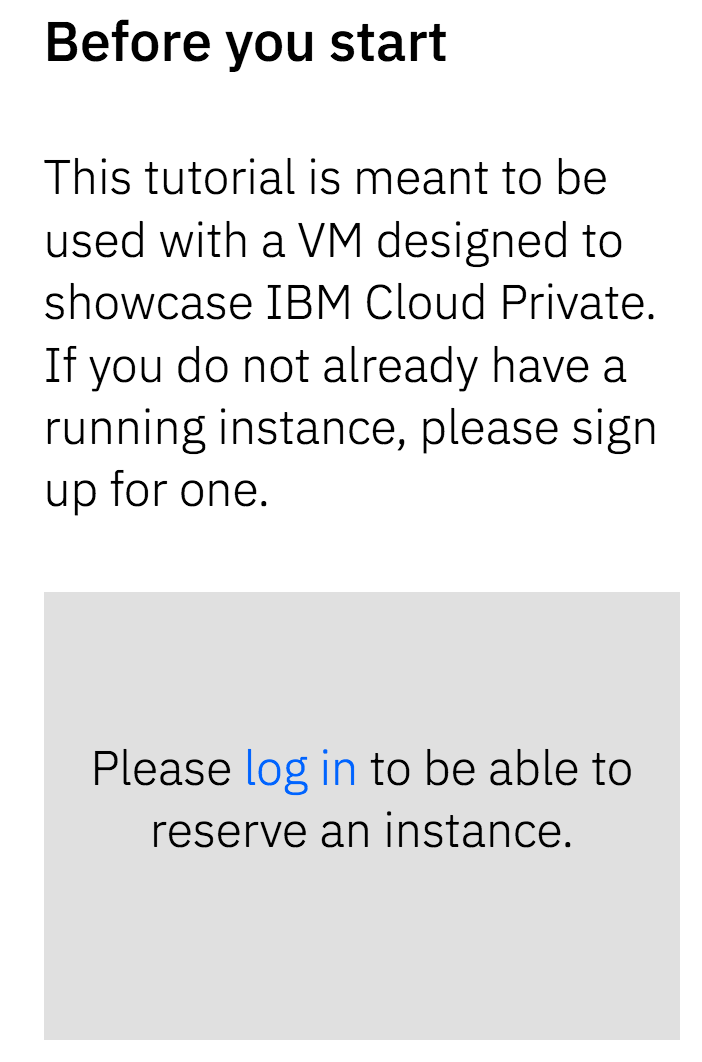 Before you start
This tutorial is meant to be
used with a VM designed to
showcase IBM Cloud Private.
If you do not already have a
running instance, please sign
up for one.
Please log in to be able to
reserve an instance.